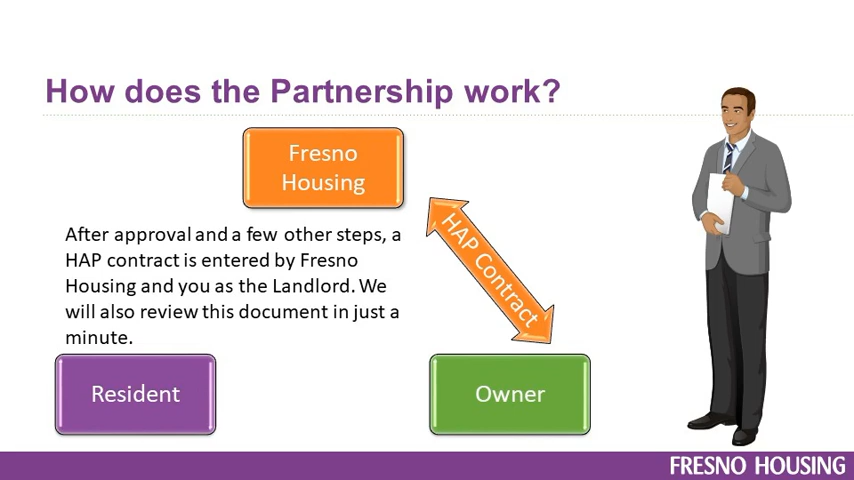 How does the Partnership work?
Fresno
Housing
HAP Contract
After approval and a few other steps, a
HAP contract is entered by Fresno
Housing and you as the Landlord. We
will also review this document in just a
minute.
Resident
Owner
FRESNO HOUSING